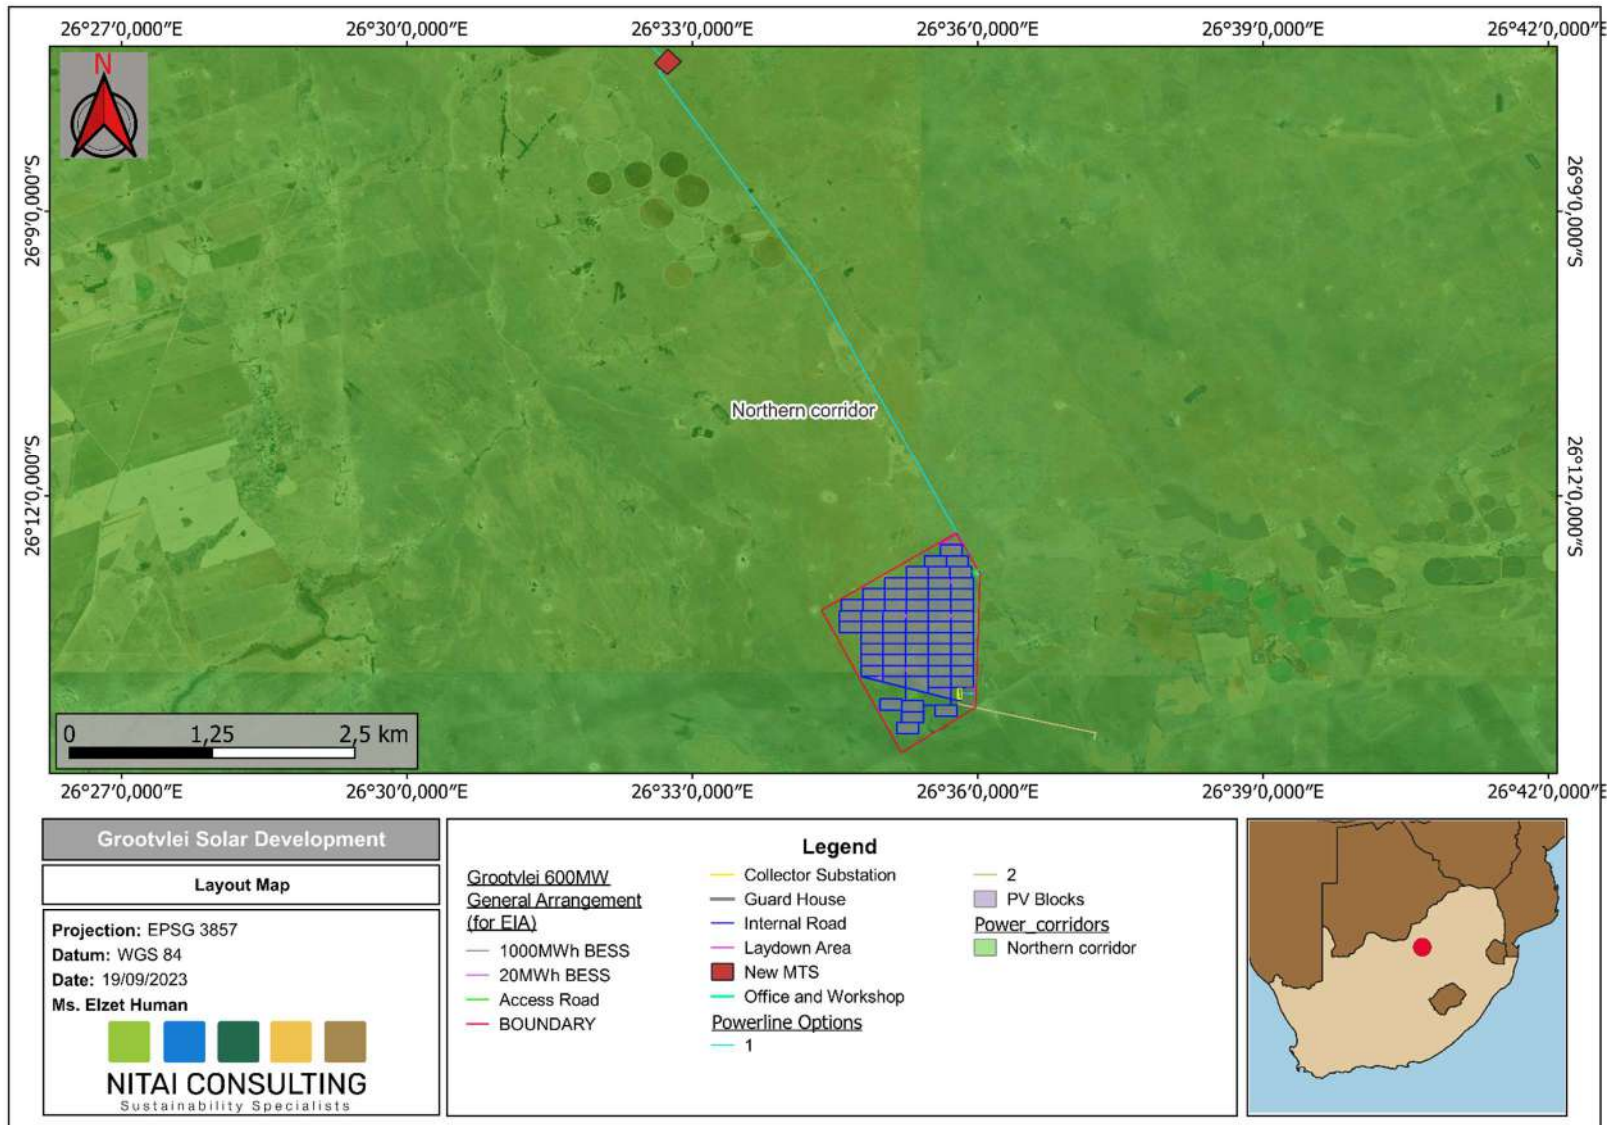 26°27'0,000"E 26°30'0,000"E 26°33'0,000"E 26°36'0,000"E 26°39'0,000"E 26°42'0,000"E
N
26°9'0,000"S
26°9'0,000"S
Northern corridor
26°12'0,000"S
26°12'0,000"S
0 1,25 2,5 km
26°27'0,000"E 26°30'0,000"E 26°33'0,000"E 26°36'0,000"E 26°39'0,000"E 26°42'0,000"E
Grootvlei Solar Development
Layout Map
Projection: EPSG 3857
Datum: WGS 84
Date: 19/09/2023
Ms. Elzet Human
NITAI CONSULTING
Sustainability Specialists
Legend
Grootvlei 600MW
General Arrangement
(for EIA)
1000MWh BESS
20MWh BESS
Access Road
BOUNDARY
Collector Substation
Guard House
Internal Road
Laydown Area
New MTS
Office and Workshop
Powerline Options
1
2
PV Blocks
Power_corridors
Northern corridor